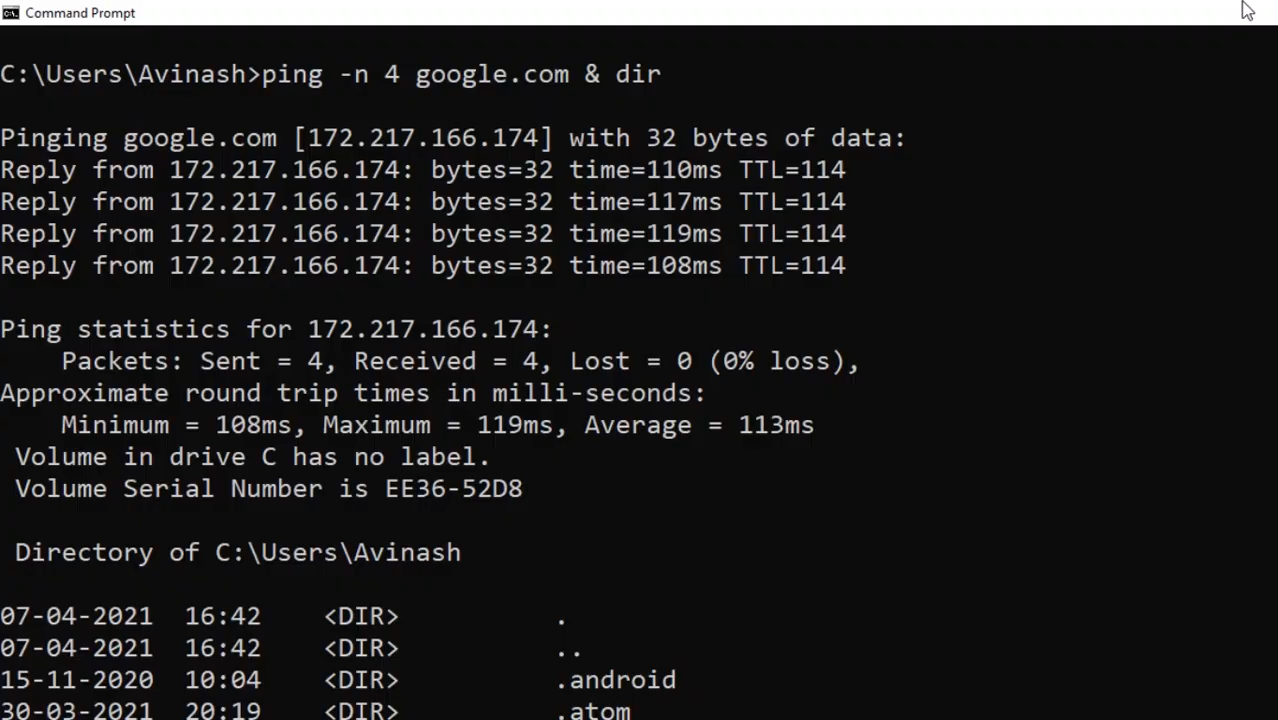 Command Prompt
C:\Users\Avinash>ping -n 4 google.com & dir
Pinging google.com [172.217.166.174] with 32 bytes of data:
Reply from 172.217.166.174: bytes=32 time=110ms TTL=114
Reply from 172.217.166.174: bytes=32 time=117ms TTL=114
Reply from 172.217.166.174: bytes=32 time=119ms TTL=114
Reply from 172.217.166.174: bytes=32 time=108ms TTL=114
Ping statistics for 172.217.166.174:
    Packets: Sent = 4, Received = 4, Lost = 0 (0% loss),
Approximate round trip times in milli-seconds:
    Minimum = 108ms, Maximum = 119ms, Average = 113ms
 Volume in drive C has no label.
 Volume Serial Number is EE36-52D8
 Directory of C:\Users\Avinash
07-04-2021  16:42    <DIR>          .
07-04-2021  16:42    <DIR>          ..
15-11-2020  10:04    <DIR>          .android
30-03-2021  20:19    <DIR>          .atom